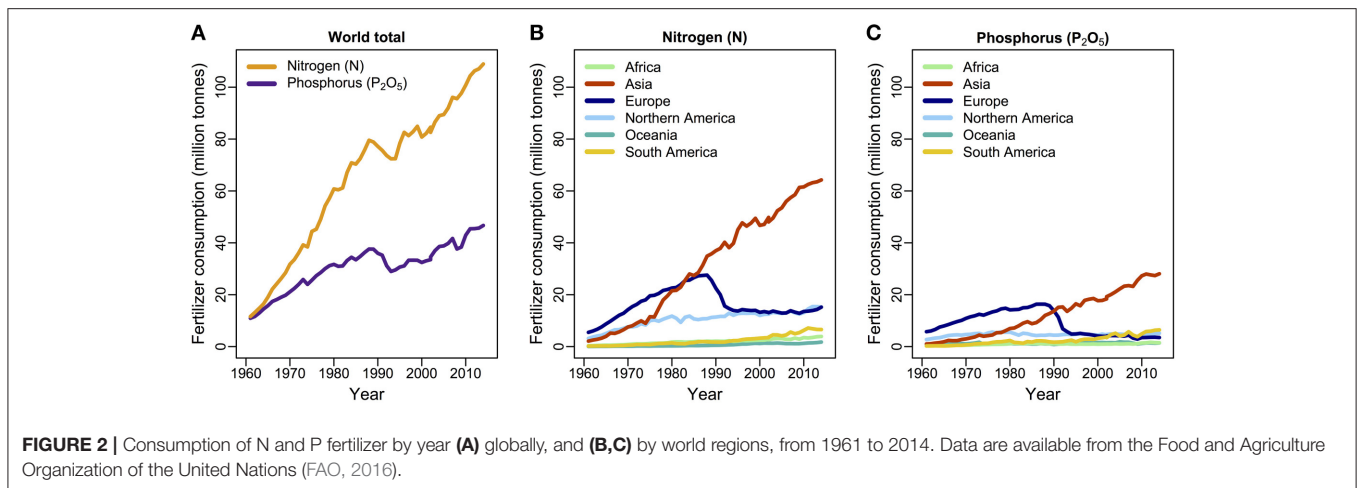 A
World total
Nitrogen (N)
Phosphorus (P₂O₅)
Fertilizer consumption (million tonnes)
0
20
40
60
80
100
1960
1970
1980
1990
2000
2010
Year
B
Nitrogen (N)
Africa
Asia
Europe
Northern America
Oceania
South America
Fertilizer consumption (million tonnes)
0
20
40
60
80
100
1960
1970
1980
1990
2000
2010
Year
C
Phosphorus (P₂O₅)
Africa
Asia
Europe
Northern America
Oceania
South America
Fertilizer consumption (million tonnes)
0
20
40
60
80
100
1960
1970
1980
1990
2000
2010
Year
FIGURE 2 | Consumption of N and P fertilizer by year (A) globally, and (B,C) by world regions, from 1961 to 2014. Data are available from the Food and Agriculture
Organization of the United Nations (FAO, 2016).